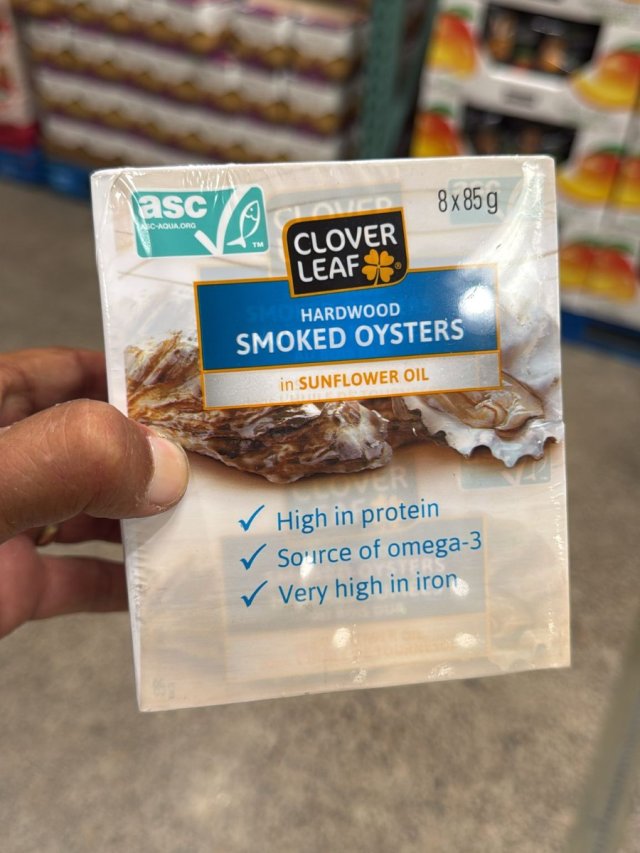 asc
ASC-AQUA.ORG
TM
8x85g
CLOVER
LEAF
HARDWOOD
SMOKED OYSTERS
in SUNFLOWER OIL
✓ High in protein
✓ Source of omega-3
✓ Very high in iron